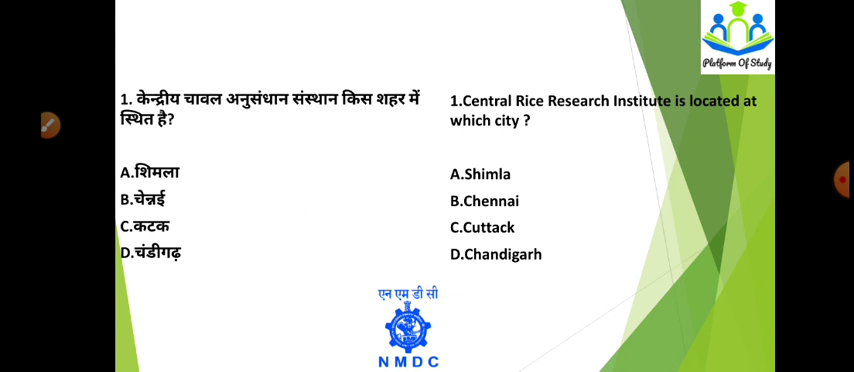 Platform Of Study
1. केन्द्रीय चावल अनुसंधान संस्थान किस शहर में
स्थित है?
A.शिमला
B.चेन्नई
C.कटक
D.चंडीगढ़
1.Central Rice Research Institute is located at
which city ?
A.Shimla
B.Chennai
C.Cuttack
D.Chandigarh
एन एम डी सी
NMDC